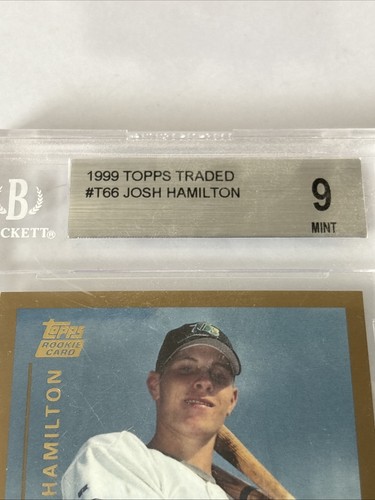 1999 TOPPS TRADED
#T66 JOSH HAMILTON
9
MINT
B
CKETT®
Topps
ROOKIE
CARD
HAMILTON